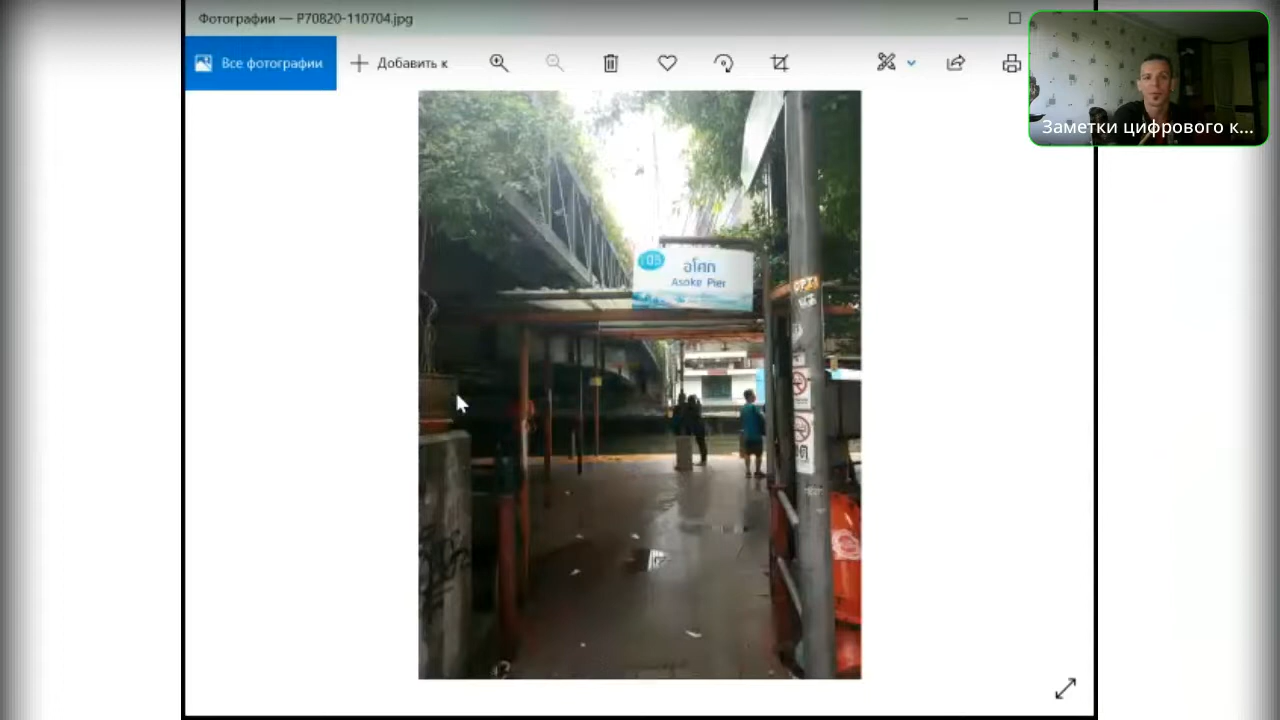 Фотографии — P70820-110704.jpg
Все фотографии
Добавить к
Заметки цифрового к...
อโศก
Asoke Pier